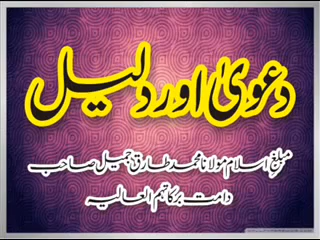 دعویٰ اور دلیل
مبلغ اسلام مولانا محمد طارق جمیل صاحب
دامت برکاتہم العالیہ